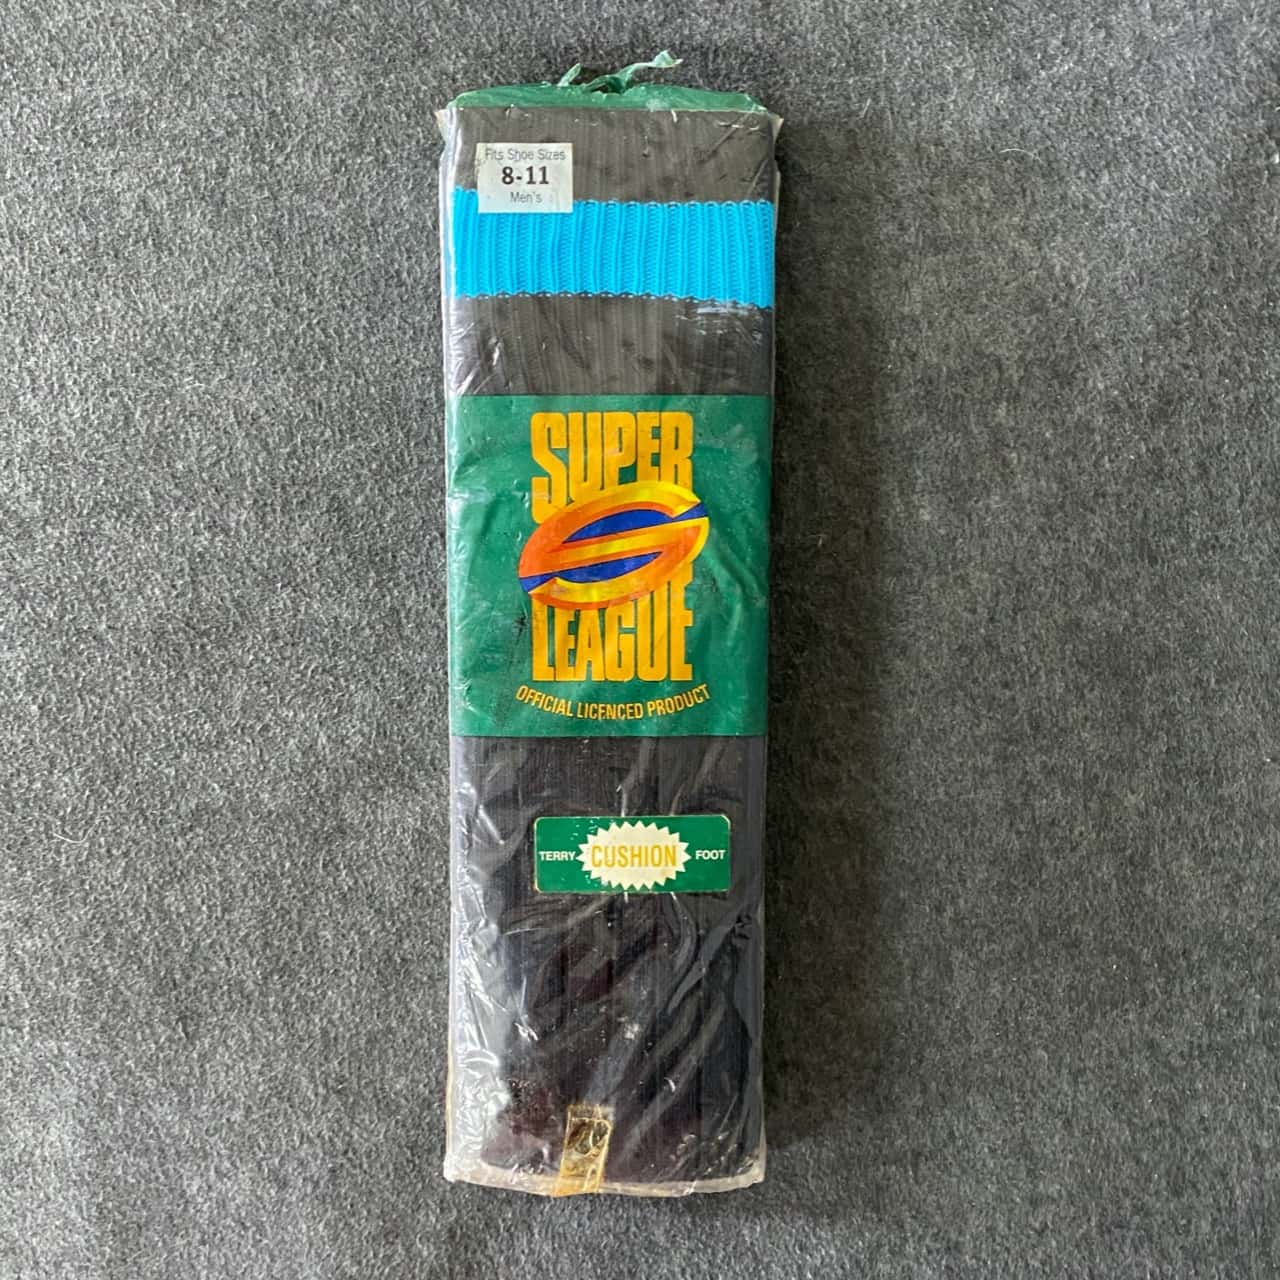 Fits Shoe Sizes
8-11
Men's
SUPER
LEAGUE
OFFICIAL LICENCED PRODUCT
TERRY CUSHION FOOT